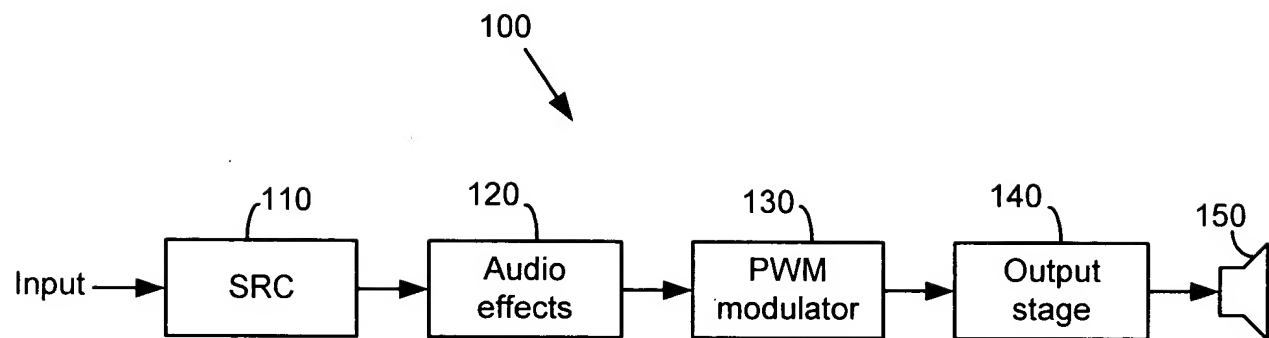 100
110
120
130
140
150
Input
SRC
Audio
effects
PWM
modulator
Output
stage